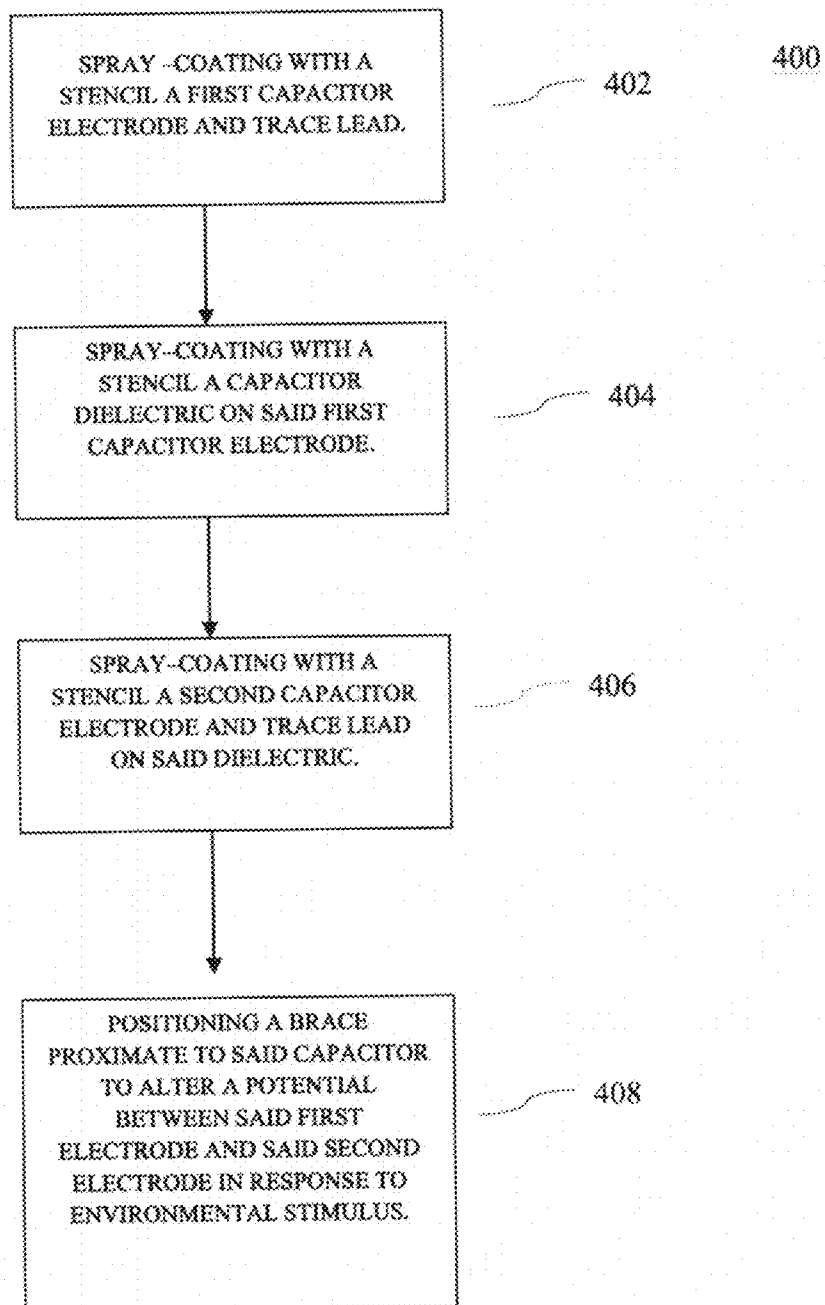 400
SPRAY-COATING WITH A
STENCIL A FIRST CAPACITOR
ELECTRODE AND TRACE LEAD.
402
SPRAY-COATING WITH A
STENCIL A CAPACITOR
DIELECTRIC ON SAID FIRST
CAPACITOR ELECTRODE.
404
SPRAY-COATING WITH A
STENCIL A SECOND CAPACITOR
ELECTRODE AND TRACE LEAD
ON SAID DIELECTRIC.
406
POSITIONING A BRACE
PROXIMATE TO SAID CAPACITOR
TO ALTER A POTENTIAL
BETWEEN SAID FIRST
ELECTRODE AND SAID SECOND
ELECTRODE IN RESPONSE TO
ENVIRONMENTAL STIMULUS.
408